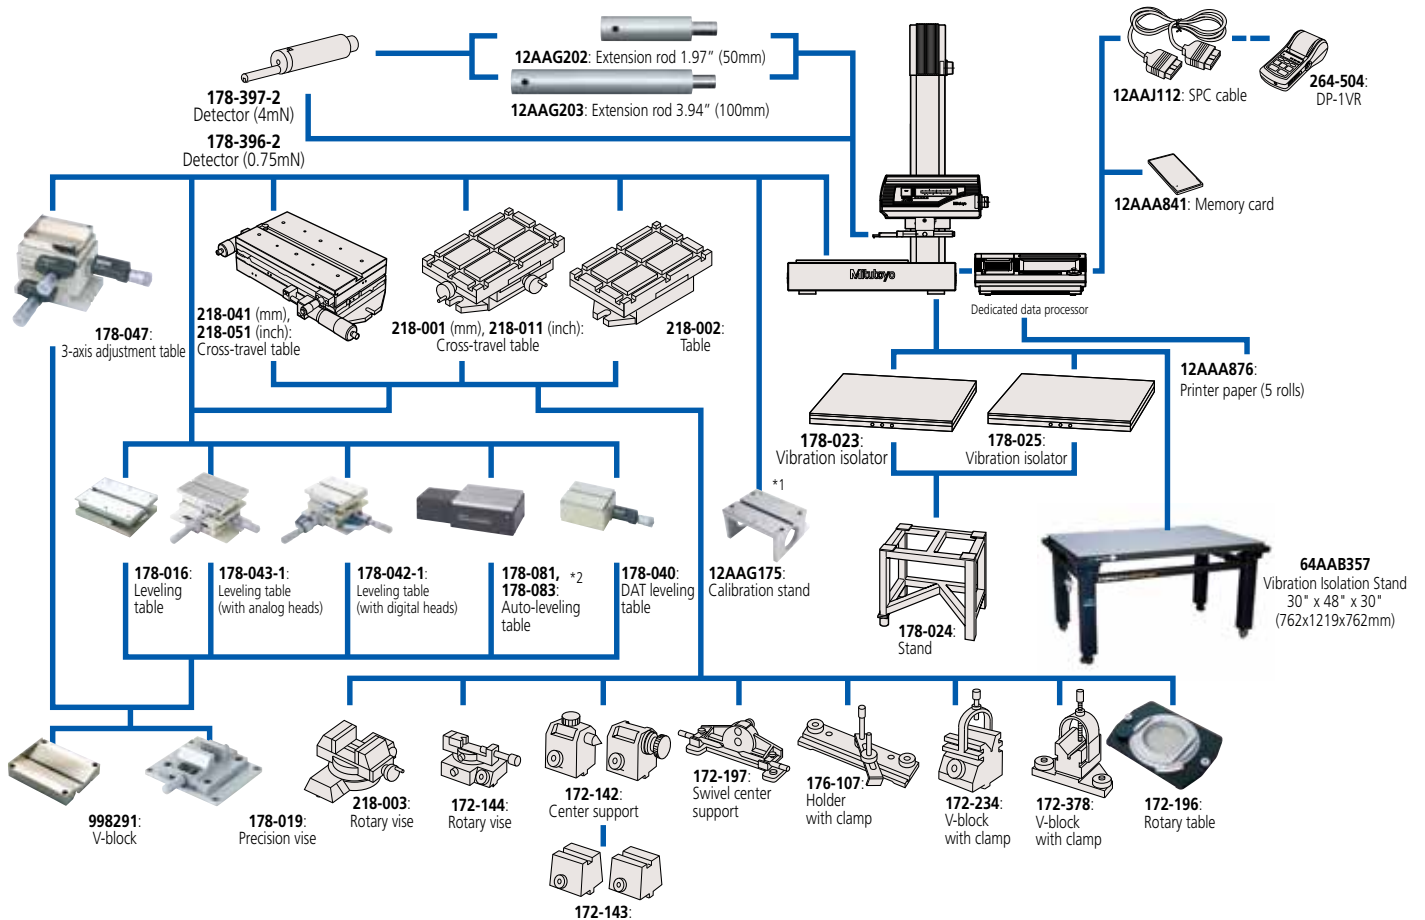 12AAG202: Extension rod 1.97” (50mm)
12AAG203: Extension rod 3.94” (100mm)
178-397-2
Detector (4mN)
178-396-2
Detector (0.75mN)
12AAJ112: SPC cable
264-504:
DP-1VR
12AAA841: Memory card
Mitutoyo
Dedicated data processor
178-047:
3-axis adjustment table
218-041 (mm),
218-051 (inch):
Cross-travel table
218-001 (mm), 218-011 (inch):
Cross-travel table
218-002:
Table
12AAA876:
Printer paper (5 rolls)
178-023:
Vibration isolator
178-025:
Vibration isolator
*1
178-016:
Leveling
table
178-043-1:
Leveling table
(with analog heads)
178-042-1:
Leveling table
(with digital heads)
178-081, *2
178-083:
Auto-leveling
table
178-040:
DAT leveling
table
12AAG175:
Calibration stand
178-024:
Stand
64AAB357
Vibration Isolation Stand
30" x 48" x 30"
(762x1219x762mm)
998291:
V-block
178-019:
Precision vise
218-003:
Rotary vise
172-144:
Rotary vise
172-142:
Center support
172-197:
Swivel center
support
176-107:
Holder
with clamp
172-234:
V-block
with clamp
172-378:
V-block
with clamp
172-196:
Rotary table
172-143: